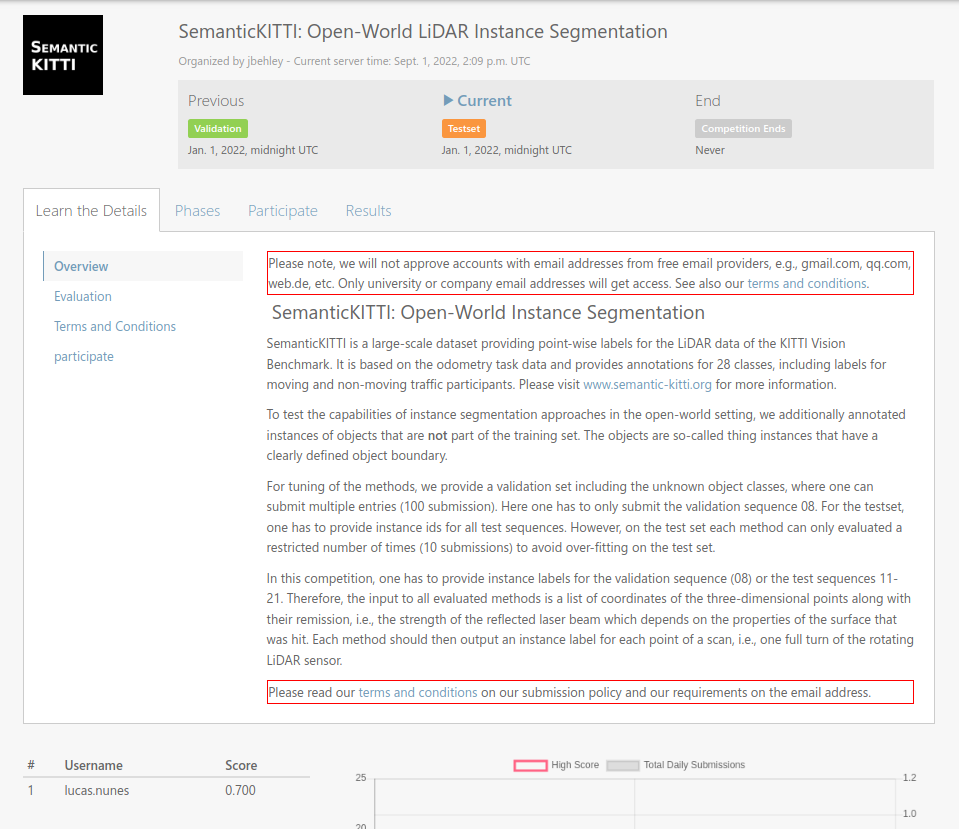 SEMANTIC
KITTI
SemanticKITTI: Open-World LiDAR Instance Segmentation
Organized by jbehley - Current server time: Sept. 1, 2022, 2:09 p.m. UTC
Previous
Validation
Jan. 1, 2022, midnight UTC
Current
Testset
Jan. 1, 2022, midnight UTC
End
Competition Ends
Never
Learn the Details Phases Participate Results
Overview
Evaluation
Terms and Conditions
participate
Please note, we will not approve accounts with email addresses from free email providers, e.g., gmail.com, qq.com,
web.de, etc. Only university or company email addresses will get access. See also our terms and conditions.
SemanticKITTI: Open-World Instance Segmentation
SemanticKITTI is a large-scale dataset providing point-wise labels for the LiDAR data of the KITTI Vision
Benchmark. It is based on the odometry task data and provides annotations for 28 classes, including labels for
moving and non-moving traffic participants. Please visit www.semantic-kitti.org for more information.
To test the capabilities of instance segmentation approaches in the open-world setting, we additionally annotated
instances of objects that are not part of the training set. The objects are so-called thing instances that have a
clearly defined object boundary.
For tuning of the methods, we provide a validation set including the unknown object classes, where one can
submit multiple entries (100 submission). Here one has to only submit the validation sequence 08. For the testset,
one has to provide instance ids for all test sequences. However, on the test set each method can only evaluated a
restricted number of times (10 submissions) to avoid over-fitting on the test set.
In this competition, one has to provide instance labels for the validation sequence (08) or the test sequences 11-
21. Therefore, the input to all evaluated methods is a list of coordinates of the three-dimensional points along with
their remission, i.e., the strength of the reflected laser beam which depends on the properties of the surface that
was hit. Each method should then output an instance label for each point of a scan, i.e., one full turn of the rotating
LiDAR sensor.
Please read our terms and conditions on our submission policy and our requirements on the email address.
# Username Score
1 lucas.nunes 0.700
High Score Total Daily Submissions
25 1.2
1.0
20